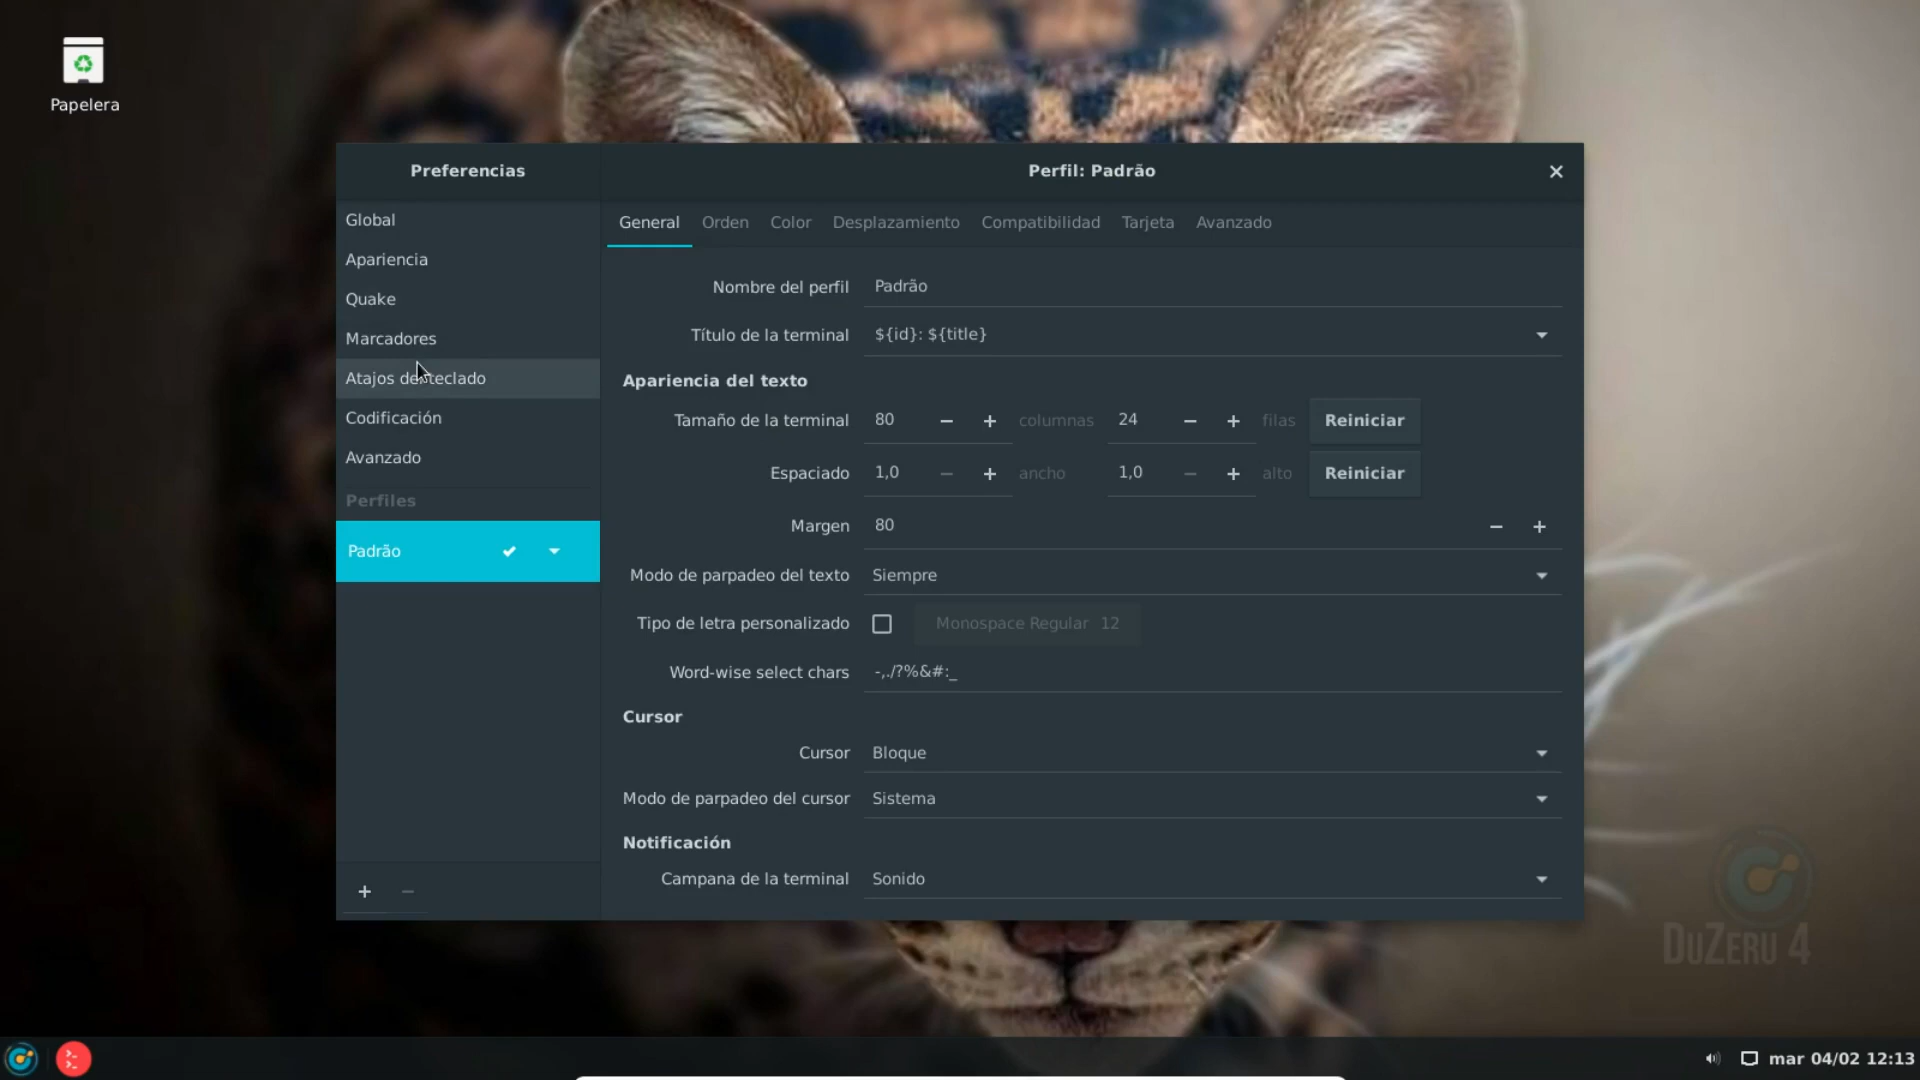 Papelera
Preferencias
Perfil: Padrão
Global
Apariencia
Quake
Marcadores
Atajos de teclado
Codificación
Avanzado
Perfiles
Padrão
General Orden Color Desplazamiento Compatibilidad Tarjeta Avanzado
Nombre del perfil Padrão
Título de la terminal ${id}: ${title}
Apariencia del texto
Tamaño de la terminal 80 − + columnas 24 − + filas Reiniciar
Espaciado 1,0 − + ancho 1,0 − + alto Reiniciar
Margen 80 − +
Modo de parpadeo del texto Siempre
Tipo de letra personalizado Monospace Regular 12
Word-wise select chars -,./?%&#:_
Cursor
Cursor Bloque
Modo de parpadeo del cursor Sistema
Notificación
Campana de la terminal Sonido
+ −
DuZeru 4
mar 04/02 12:13